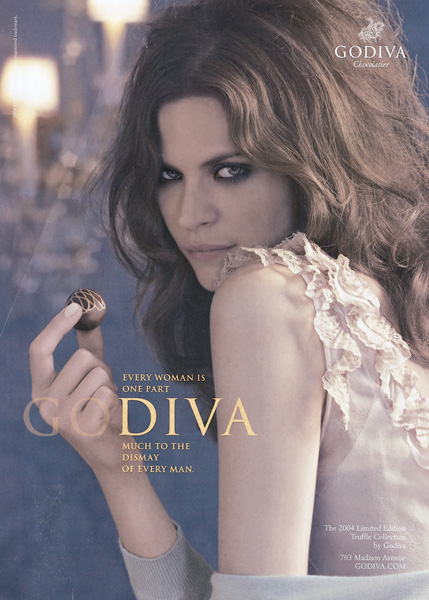 GODIVA
Chocolatier
trademark.
EVERY WOMAN IS
ONE PART
GODIVA
MUCH TO THE
DISMAY
OF EVERY MAN.
The 2004 Limited Edition
Truffle Collection
by Godiva
793 Madison Avenue
GODIVA.COM